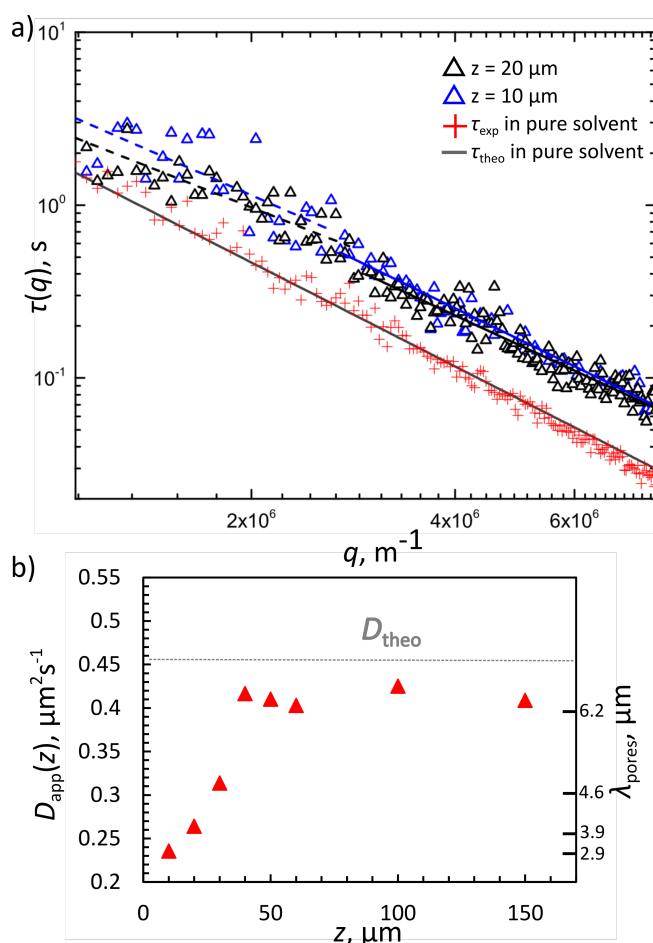 a)
10¹
10⁰
10⁻¹
τ(q), s
z = 20 µm
z = 10 µm
τexp in pure solvent
τtheo in pure solvent
2x10⁶
4x10⁶
6x10⁶
q, m⁻¹
b)
0.55
0.5
0.45
0.4
0.35
0.3
0.25
0.2
Dapp(z), µm²s⁻¹
Dtheo
6.2
4.6
3.9
2.9
λpores, µm
0
50
100
150
z, µm